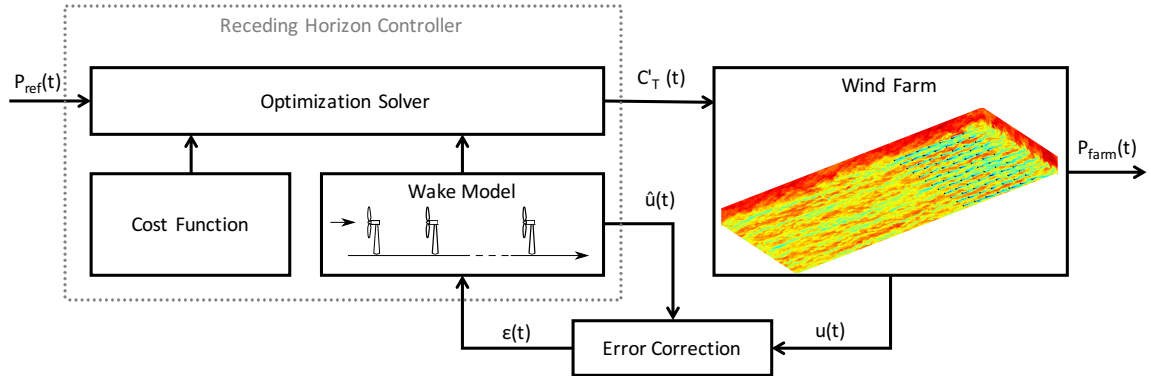 Receding Horizon Controller
P_ref(t)
Optimization Solver
C'_T (t)
Wind Farm
P_farm(t)
Cost Function
Wake Model
û(t)
ε(t)
Error Correction
u(t)